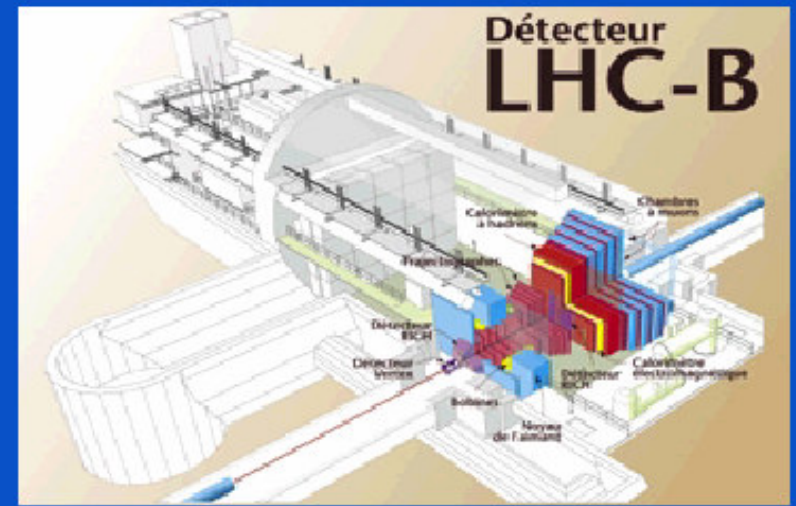 Détecteur
LHC-B
Chambres
à muons
Calorimètre
à hadrons
Trajectographes
Détecteur
RICH
Détecteur
Vertex
Calorimètre
électromagnétique
Détecteur
RICH
Bobines
Noyau
de l'aimant